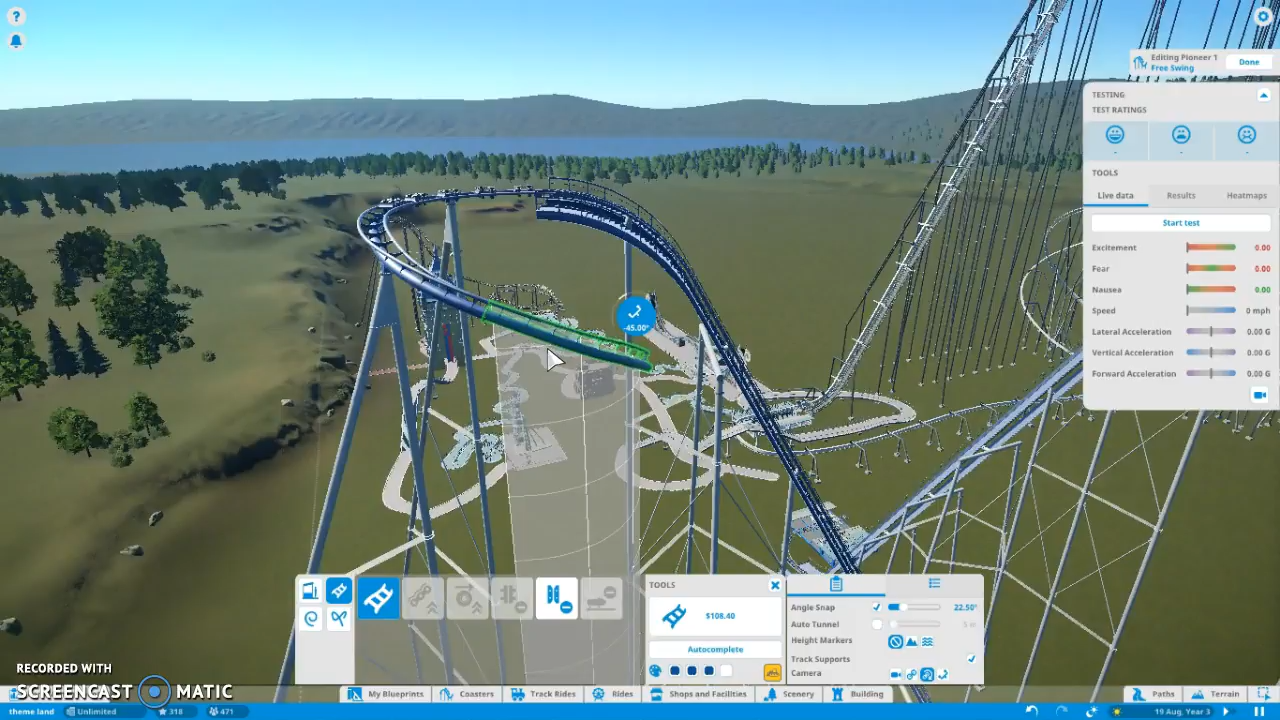 ?
Editing Pioneer 1
Free Swing
Done
TESTING
TEST RATINGS
- - -
TOOLS
Live data Results Heatmaps
Start test
Excitement 0.00
Fear 0.00
Nausea 0.00
Speed 0 mph
Lateral Acceleration 0.00 G
Vertical Acceleration 0.00 G
Forward Acceleration 0.00 G
-45.00°
TOOLS
$108.40
Autocomplete
Angle Snap 22.50°
Auto Tunnel 5 m
Height Markers
Track Supports
Camera
RECORDED WITH
SCREENCAST MATIC
My Blueprints Coasters Track Rides Rides Shops and Facilities Scenery Building Paths Terrain
theme land Unlimited 318 471 19 Aug, Year 3